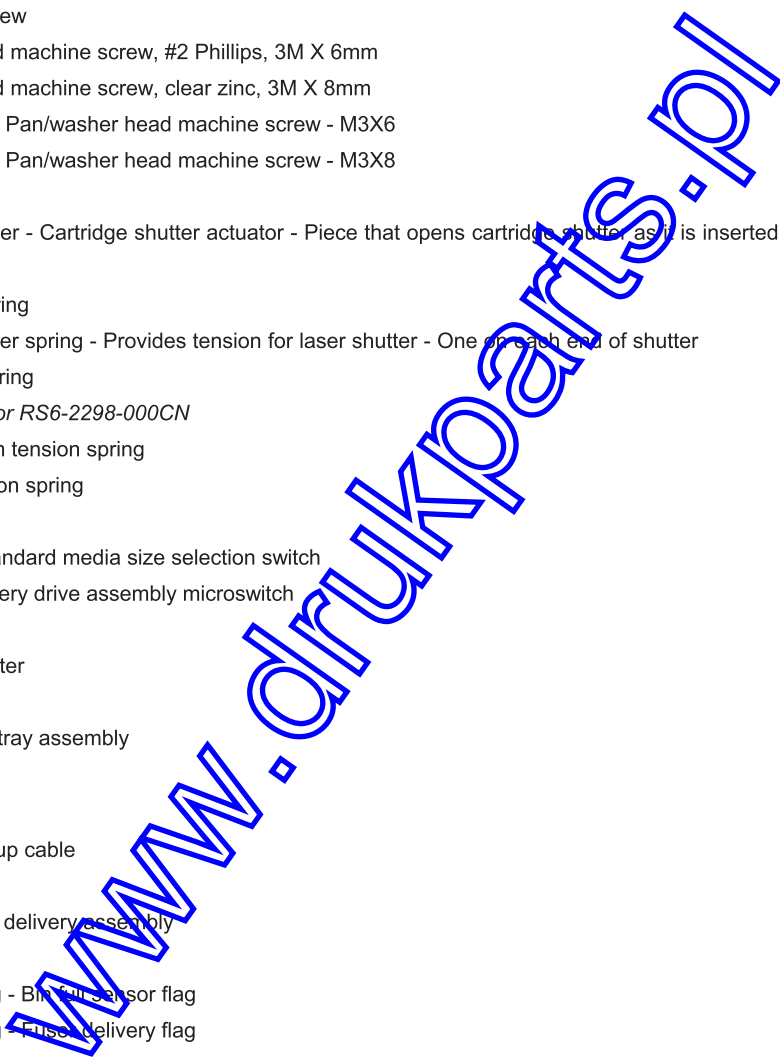 ew
d machine screw, #2 Phillips, 3M X 6mm
d machine screw, clear zinc, 3M X 8mm
Pan/washer head machine screw - M3X6
Pan/washer head machine screw - M3X8
er - Cartridge shutter actuator - Piece that opens cartridge shutter as it is inserted
ring
er spring - Provides tension for laser shutter - One on each end of shutter
ring
or RS6-2298-000CN
n tension spring
on spring
andard media size selection switch
ery drive assembly microswitch
ter
tray assembly
up cable
delivery assembly
g - Bin full sensor flag
g - Fuser delivery flag
www.drukparts.pl